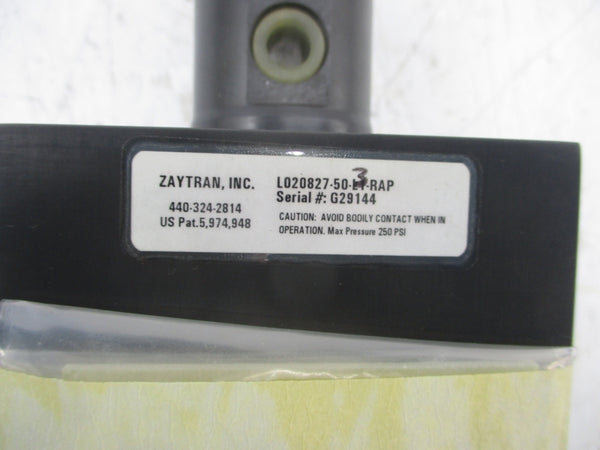 ZAYTRAN, INC.
440-324-2814
US Pat.5,974,948
L020827-50-3-RAP
Serial #: G29144
CAUTION: AVOID BODILY CONTACT WHEN IN
OPERATION. Max Pressure 250 PSI